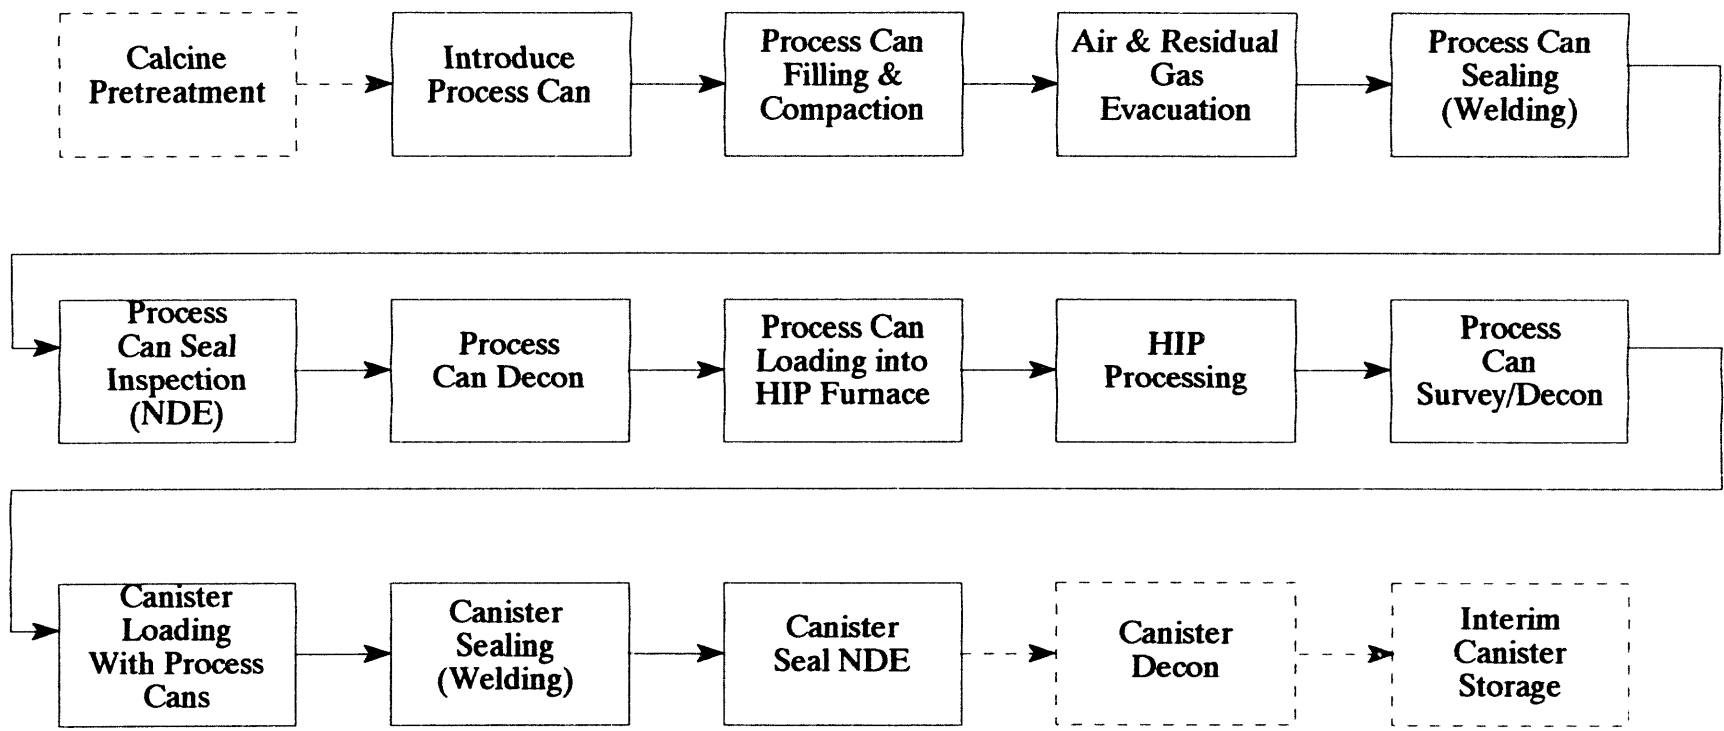 Calcine
Pretreatment
Introduce
Process Can
Process Can
Filling &
Compaction
Air & Residual
Gas
Evacuation
Process Can
Sealing
(Welding)
Process
Can Seal
Inspection
(NDE)
Process
Can Decon
Process Can
Loading into
HIP Furnace
HIP
Processing
Process
Can
Survey/Decon
Canister
Loading
With Process
Cans
Canister
Sealing
(Welding)
Canister
Seal NDE
Canister
Decon
Interim
Canister
Storage